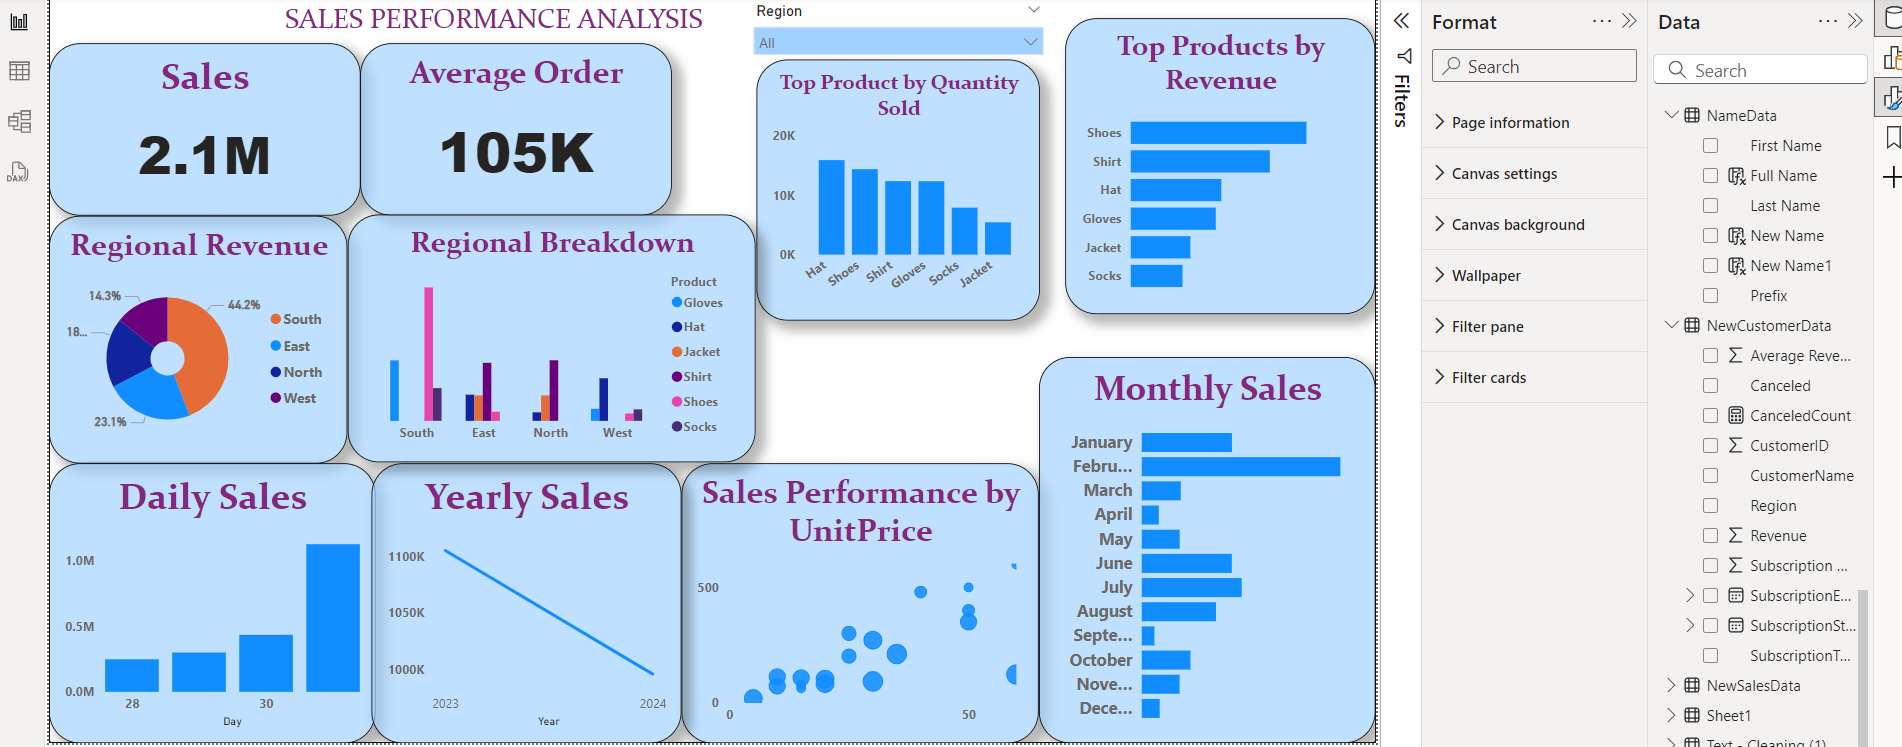 SALES PERFORMANCE ANALYSIS
Region
All
Sales
2.1M
Average Order
105K
Top Product by Quantity
Sold
20K
10K
0K
Hat
Shoes
Shirt
Gloves
Socks
Jacket
Top Products by
Revenue
Shoes
Shirt
Hat
Gloves
Jacket
Socks
Regional Revenue
14.3%
44.2%
18...
23.1%
South
East
North
West
Regional Breakdown
Product
Gloves
Hat
Jacket
Shirt
Shoes
Socks
South
East
North
West
Daily Sales
1.0M
0.5M
0.0M
28
30
Day
Yearly Sales
1100K
1050K
1000K
2023
2024
Year
Sales Performance by
UnitPrice
500
0
0
50
Monthly Sales
January
Febru...
March
April
May
June
July
August
Septe...
October
Nove...
Dece...
DAX
Filters
Format
Search
Page information
Canvas settings
Canvas background
Wallpaper
Filter pane
Filter cards
Data
Search
NameData
First Name
Full Name
Last Name
New Name
New Name1
Prefix
NewCustomerData
Average Reve...
Canceled
CanceledCount
CustomerID
CustomerName
Region
Revenue
Subscription ...
SubscriptionE...
SubscriptionSt...
SubscriptionT...
NewSalesData
Sheet1
Text - Cleaning (1)